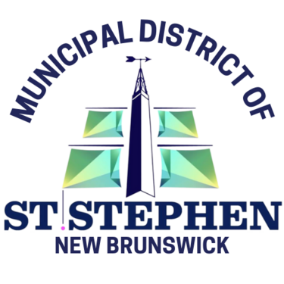 MUNICIPAL DISTRICT OF
ST. STEPHEN
NEW BRUNSWICK